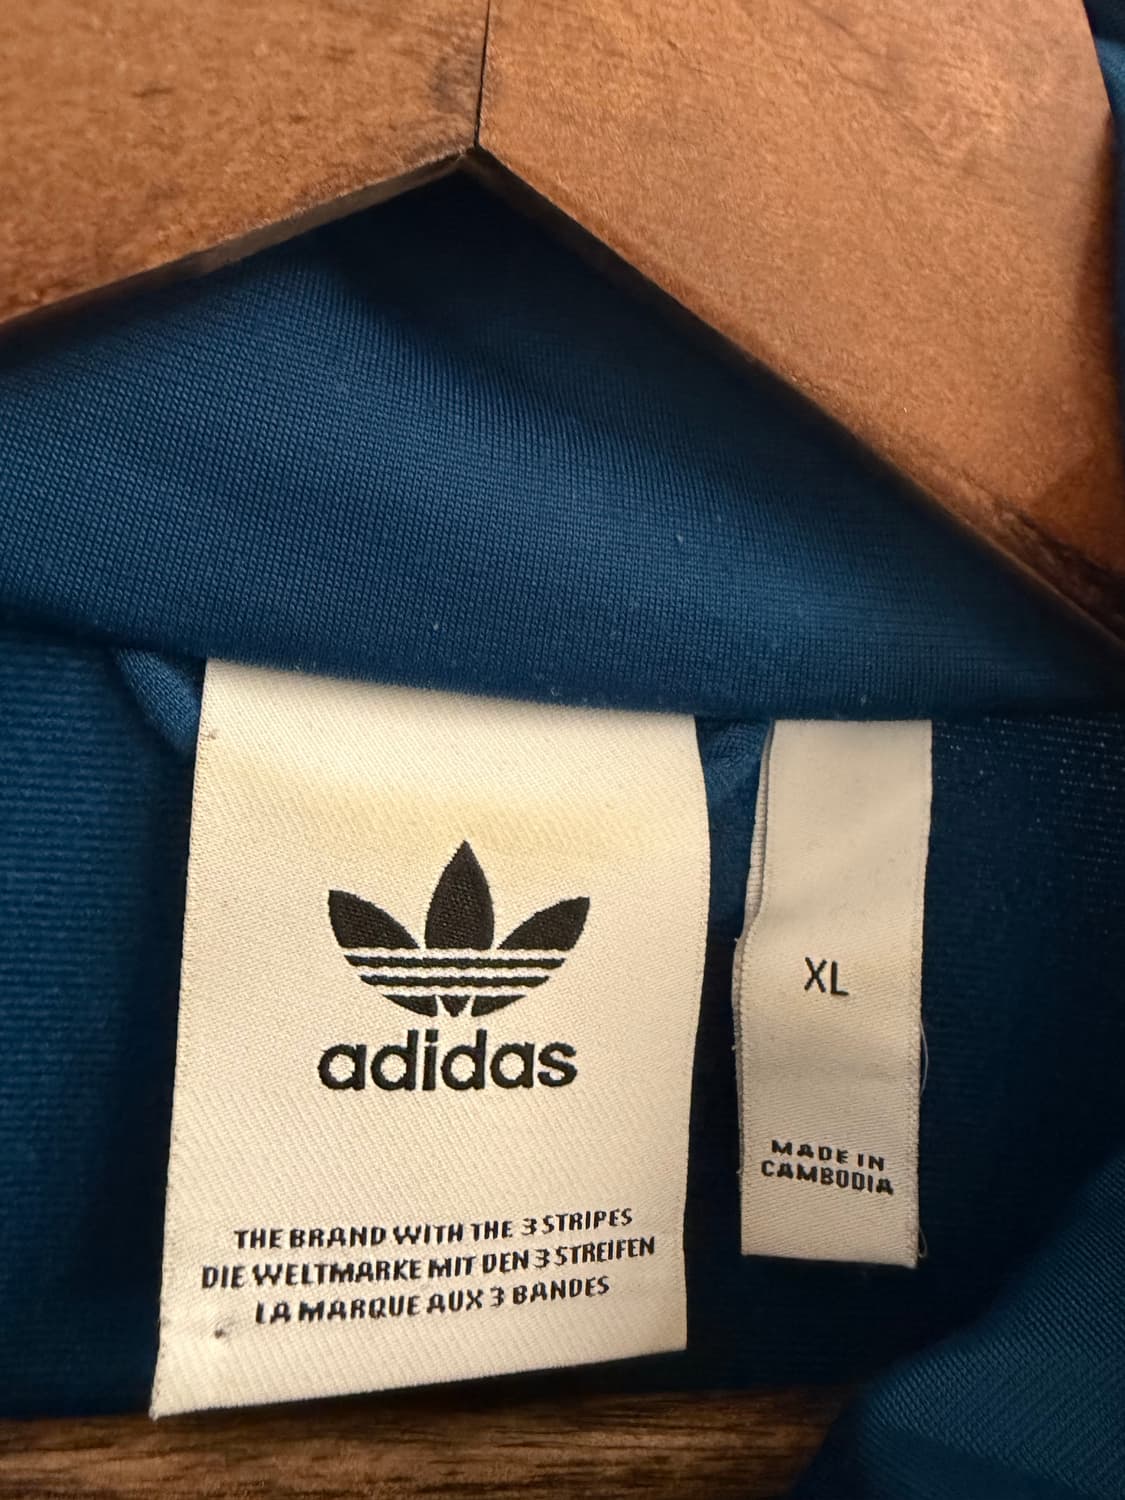 adidas
THE BRAND WITH THE 3 STRIPES
DIE WELTMARKE MIT DEN 3 STREIFEN
LA MARQUE AUX 3 BANDES
XL
MADE IN
CAMBODIA